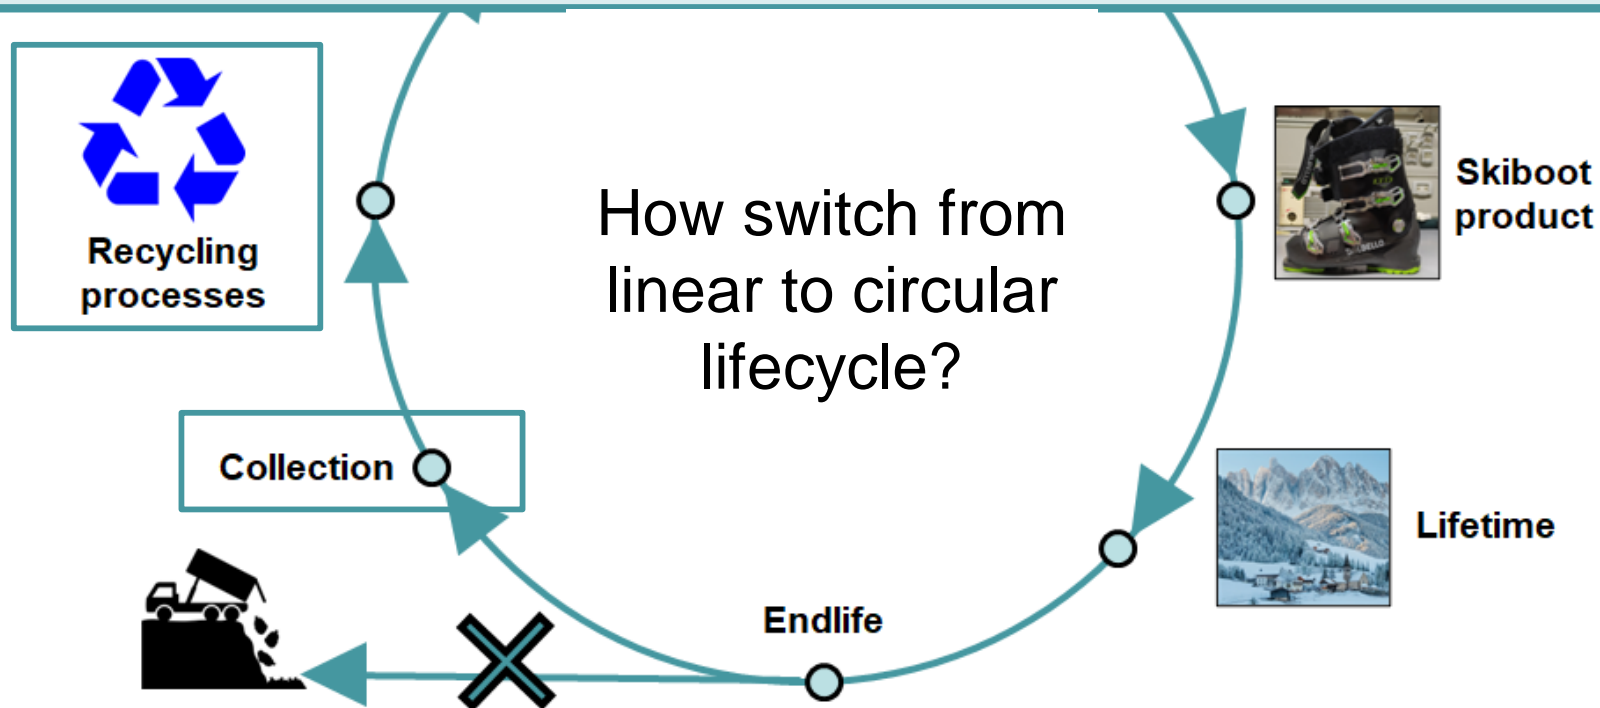 Recycling
processes
How switch from
linear to circular
lifecycle?
Skiboot
product
Collection
Lifetime
Endlife